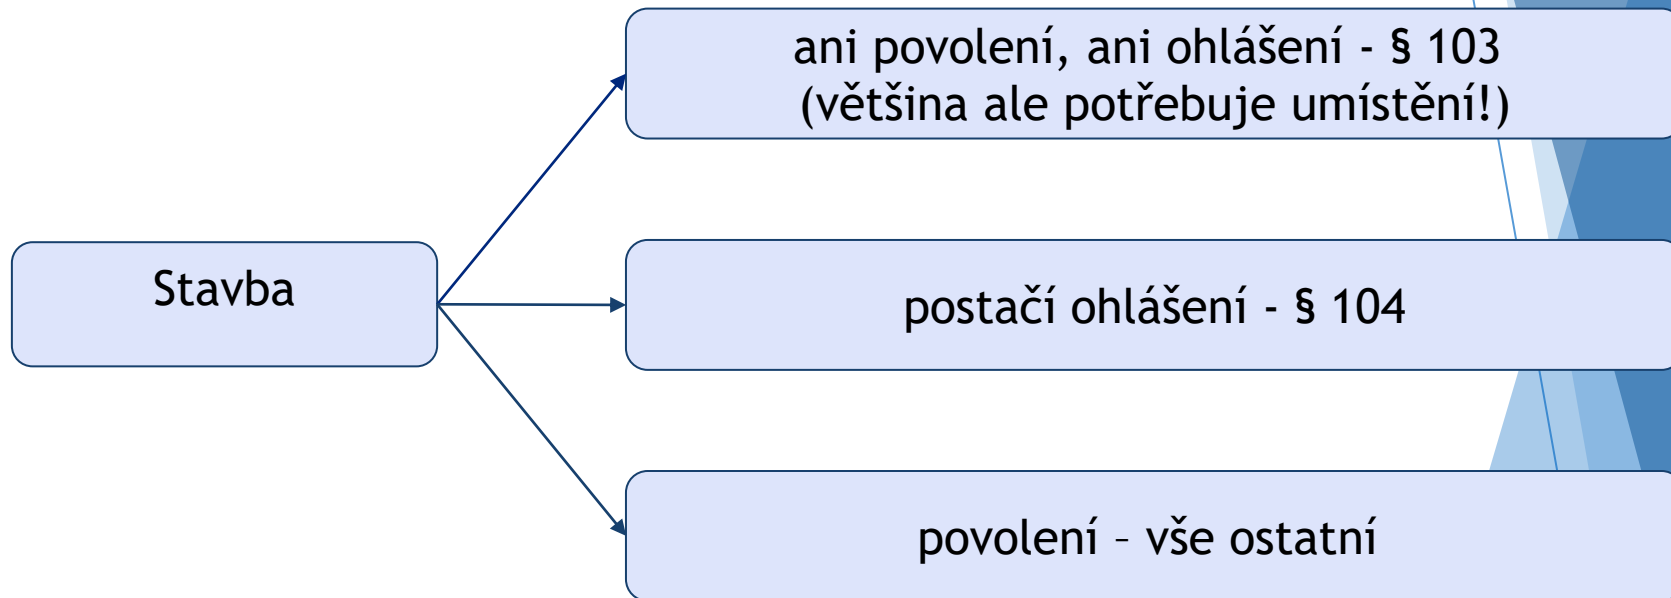 ani povolení, ani ohlášení - § 103
(většina ale potřebuje umístění!)
Stavba
postačí ohlášení - § 104
povolení – vše ostatní